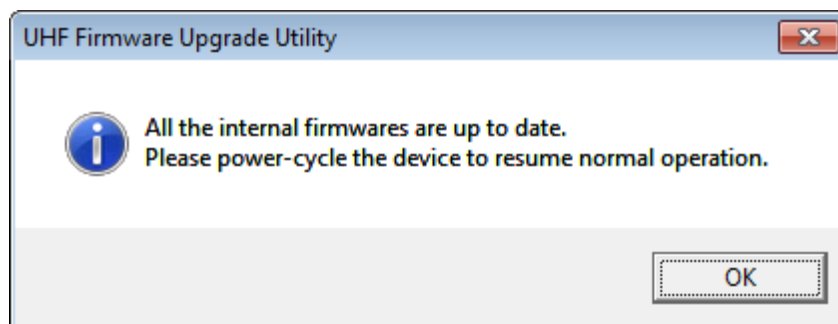 UHF Firmware Upgrade Utility
All the internal firmwares are up to date.
Please power-cycle the device to resume normal operation.
OK